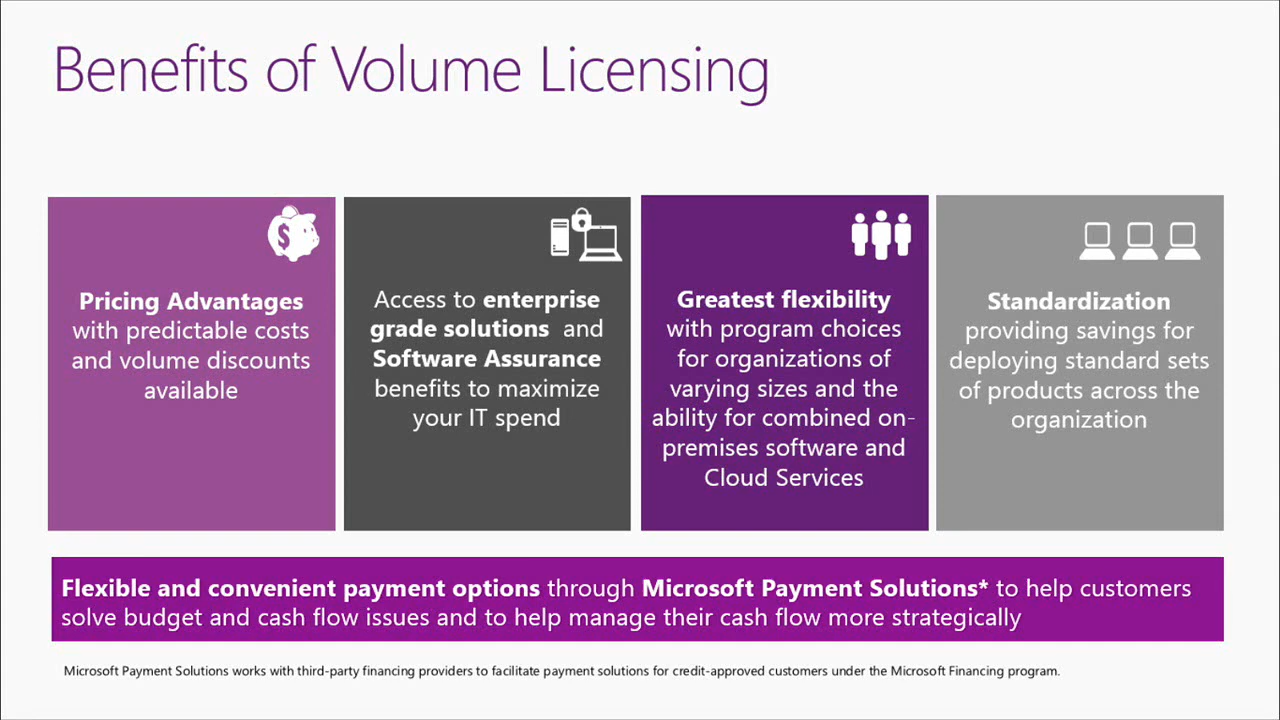 Benefits of Volume Licensing
Pricing Advantages
with predictable costs
and volume discounts
available
Access to enterprise
grade solutions and
Software Assurance
benefits to maximize
your IT spend
Greatest flexibility
with program choices
for organizations of
varying sizes and the
ability for combined on-
premises software and
Cloud Services
Standardization
providing savings for
deploying standard sets
of products across the
organization
Flexible and convenient payment options through Microsoft Payment Solutions* to help customers
solve budget and cash flow issues and to help manage their cash flow more strategically
Microsoft Payment Solutions works with third-party financing providers to facilitate payment solutions for credit-approved customers under the Microsoft Financing program.